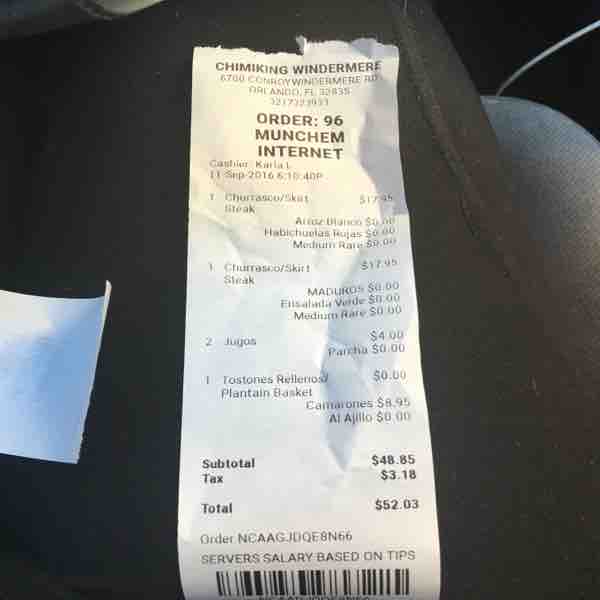 CHIMIKING WINDERMERE
6700 CONROYWINDERMERE RD
ORLANDO, FL 32835
3217323933
ORDER: 96
MUNCHEM
INTERNET
Cashier: Karla L
11-Sep-2016 6:10:40P
1 Churrasco/Skirt $17.95
Steak
Arroz Blanco $0.00
Habichuelas Rojas $0.00
Medium Rare $0.00
1 Churrasco/Skirt $17.95
Steak
MADUROS $0.00
Ensalada Verde $0.00
Medium Rare $0.00
2 Jugos $4.00
Parcha $0.00
1 Tostones Rellenos/ $0.00
Plantain Basket
Camarones $8.95
Al Ajillo $0.00
Subtotal $48.85
Tax $3.18
Total $52.03
Order NCAAGJDQE8N66
SERVERS SALARY BASED ON TIPS